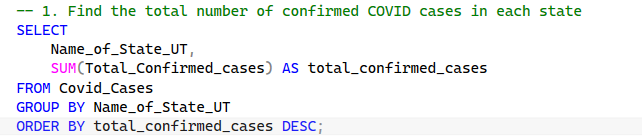 -- 1. Find the total number of confirmed COVID cases in each state
SELECT
    Name_of_State_UT,
    SUM(Total_Confirmed_cases) AS total_confirmed_cases
FROM Covid_Cases
GROUP BY Name_of_State_UT
ORDER BY total_confirmed_cases DESC;